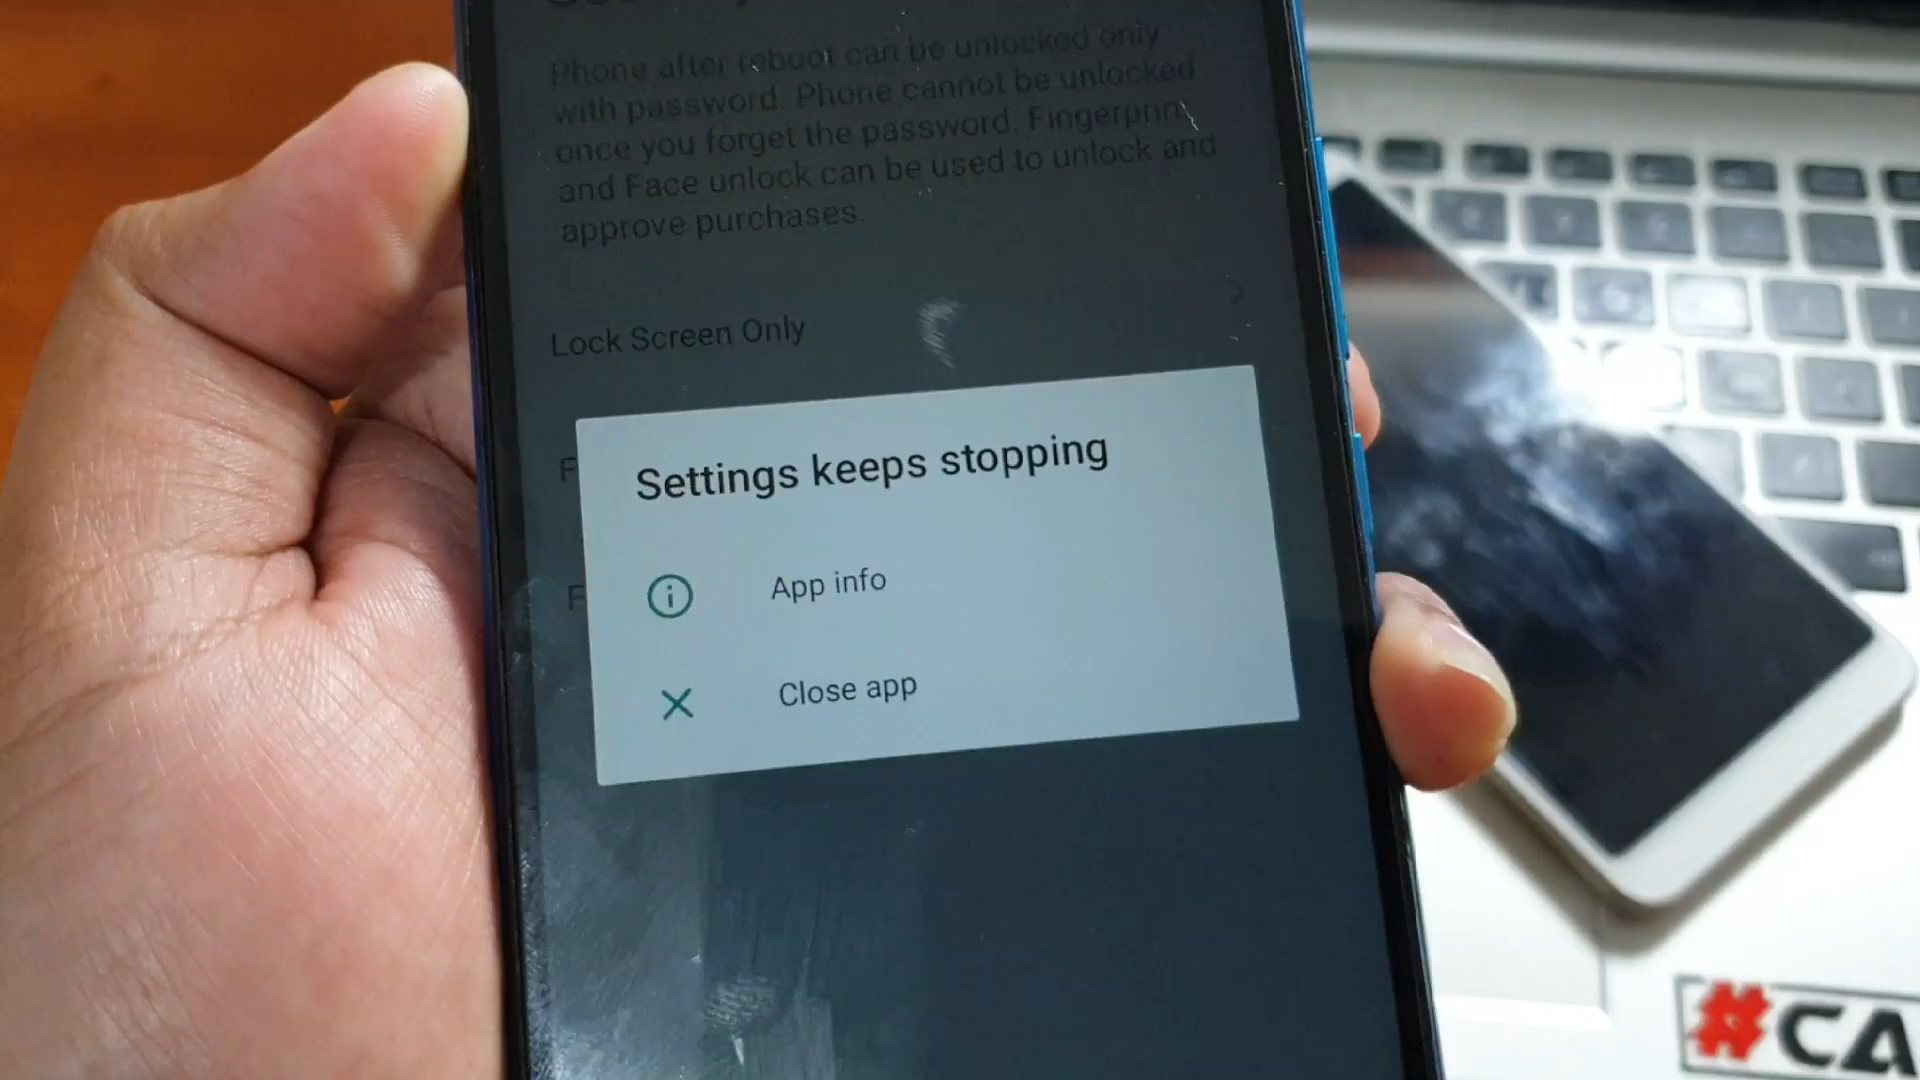 Phone after reboot can be unlocked only
with password. Phone cannot be unlocked
once you forget the password. Fingerprint
and Face unlock can be used to unlock and
approve purchases.
Lock Screen Only
F
Settings keeps stopping
App info
F
Close app
#CA